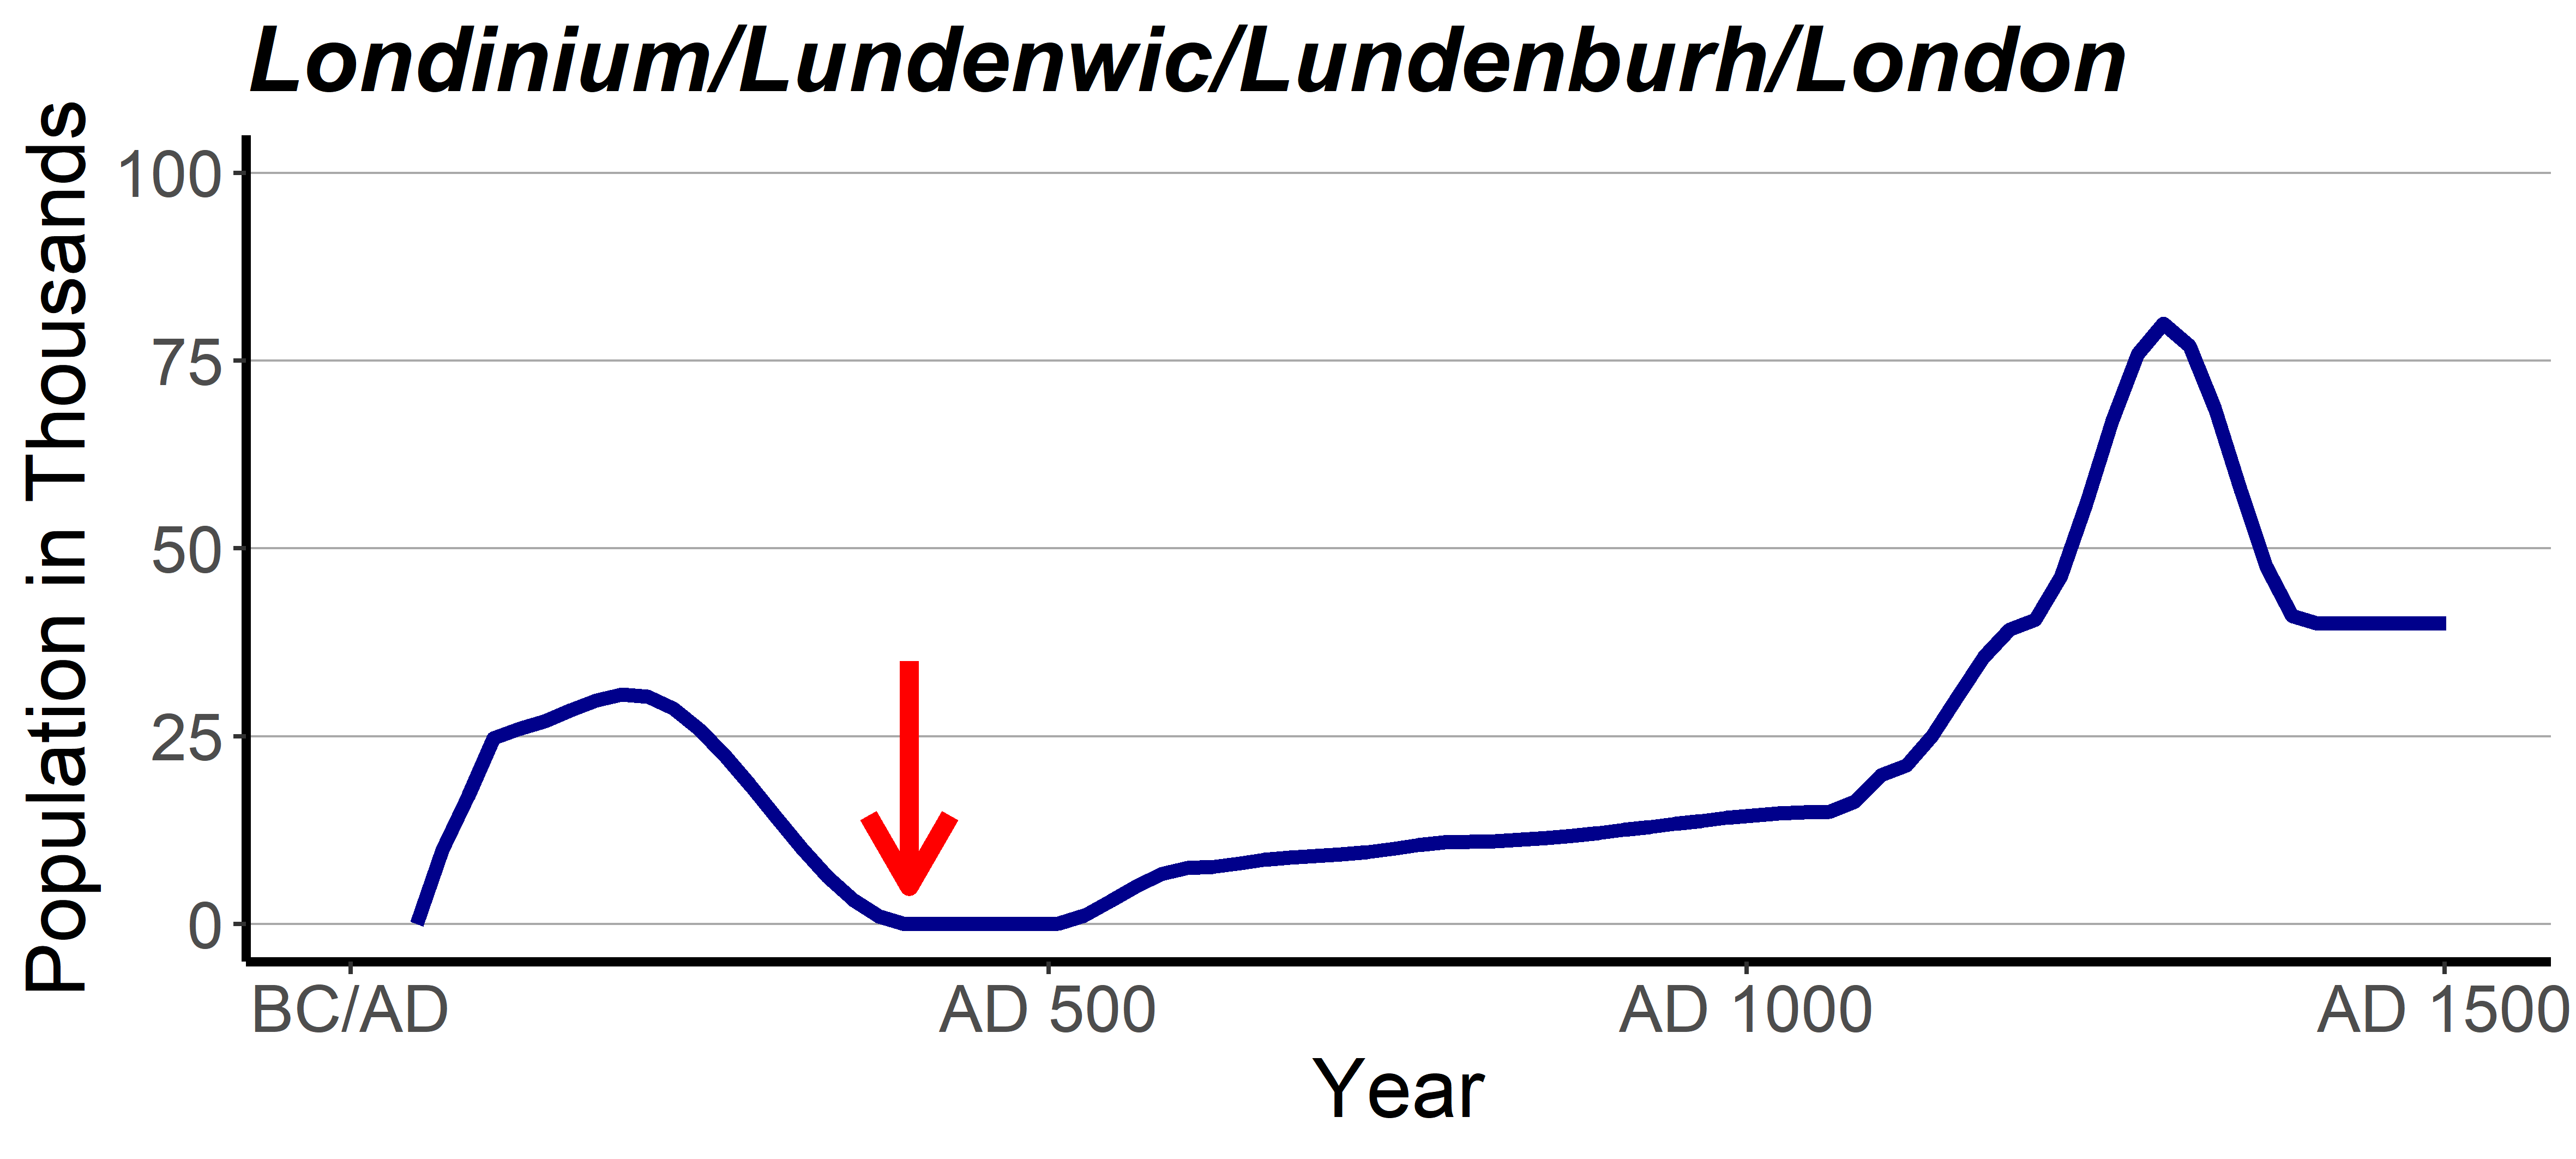 Londinium/Lundenwic/Lundenburh/London
Population in Thousands
100
75
50
25
0
BC/AD AD 500 AD 1000 AD 1500
Year